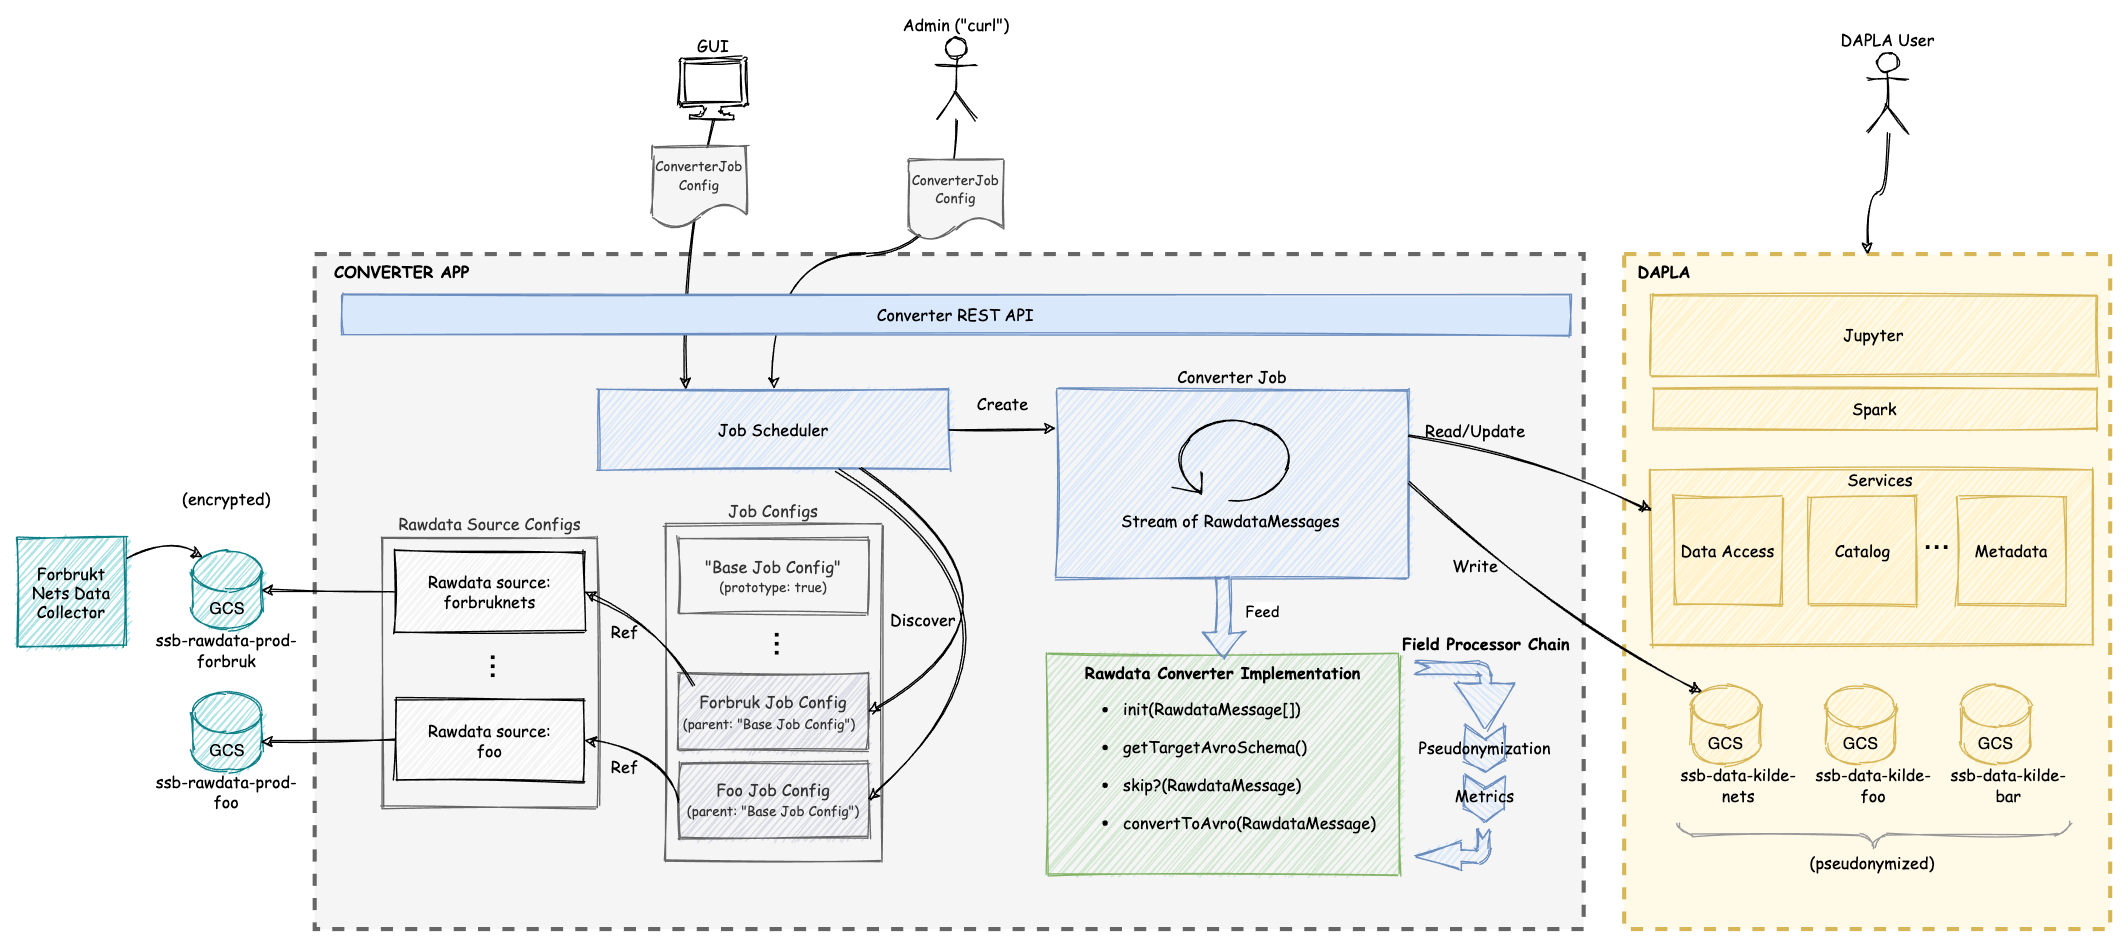 Admin ("curl")
GUI
DAPLA User
ConverterJob
Config
ConverterJob
Config
CONVERTER APP
DAPLA
Converter REST API
Jupyter
Converter Job
Create
Job Scheduler
Spark
Read/Update
Services
(encrypted)
Rawdata Source Configs
Job Configs
Stream of RawdataMessages
Data Access
Catalog
...
Metadata
Forbrukt
Nets Data
Collector
GCS
ssb-rawdata-prod-
forbruk
Rawdata source:
forbruknets
"Base Job Config"
(prototype: true)
Write
Ref
Discover
Feed
...
...
Field Processor Chain
Rawdata Converter Implementation
• init(RawdataMessage[])
• getTargetAvroSchema()
• skip?(RawdataMessage)
• convertToAvro(RawdataMessage)
Forbruk Job Config
(parent: "Base Job Config")
Rawdata source:
foo
GCS
ssb-rawdata-prod-
foo
Ref
Foo Job Config
(parent: "Base Job Config")
Pseudonymization
Metrics
GCS
ssb-data-kilde-
nets
GCS
ssb-data-kilde-
foo
GCS
ssb-data-kilde-
bar
(pseudonymized)